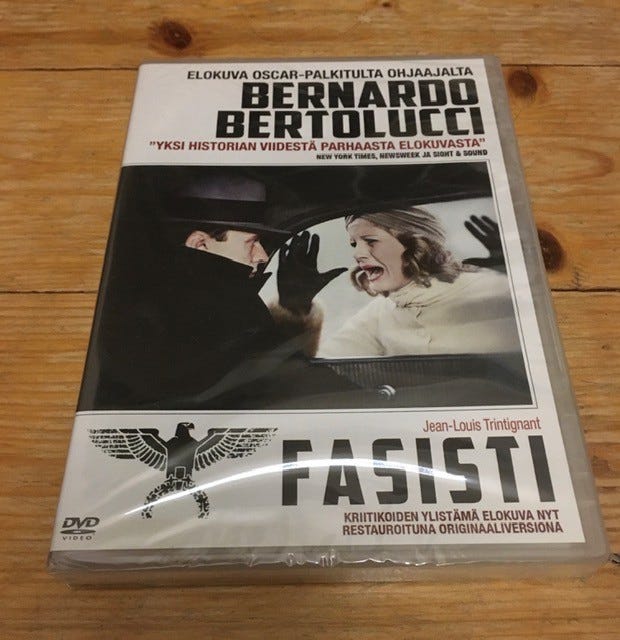 ELOKUVA OSCAR-PALKITULTA OHJAAJALTA
BERNARDO
BERTOLUCCI
"YKSI HISTORIAN VIIDESTÄ PARHAASTA ELOKUVASTA"
NEW YORK TIMES, NEWSWEEK JA SIGHT & SOUND
Jean-Louis Trintignant
FASISTI
KRIITIKOIDEN YLISTÄMÄ ELOKUVA NYT
RESTAUROITUNA ORIGINAALIVERSIONA
DVD
VIDEO